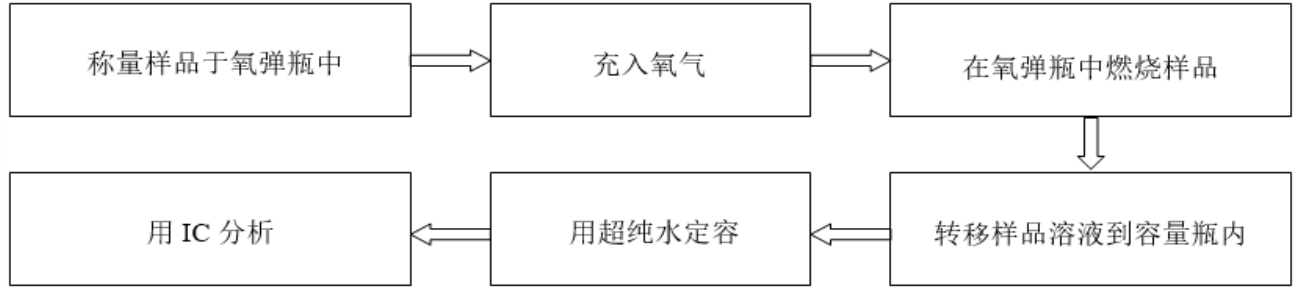 称量样品于氧弹瓶中
充入氧气
在氧弹瓶中燃烧样品
转移样品溶液到容量瓶内
用超纯水定容
用 IC 分析